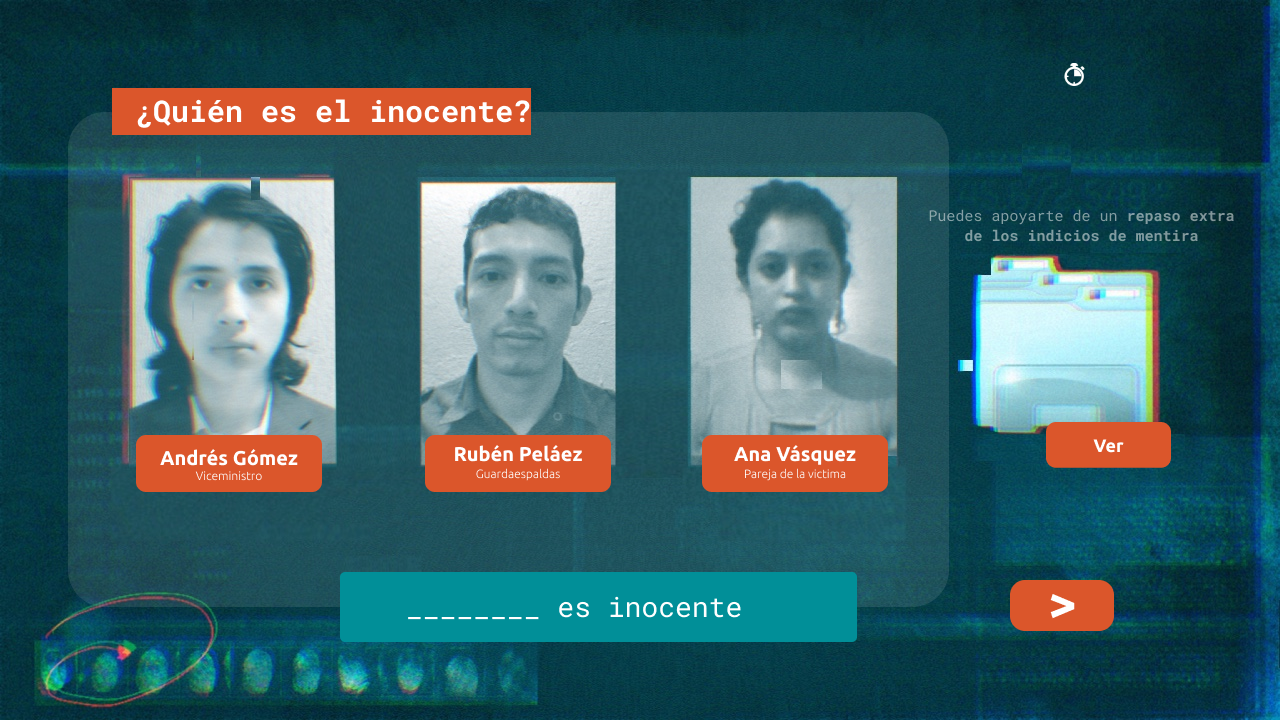 ¿Quién es el inocente?
Puedes apoyarte de un repaso extra
de los indicios de mentira
Andrés Gómez
Viceministro
Rubén Peláez
Guardaespaldas
Ana Vásquez
Pareja de la víctima
Ver
________ es inocente
>